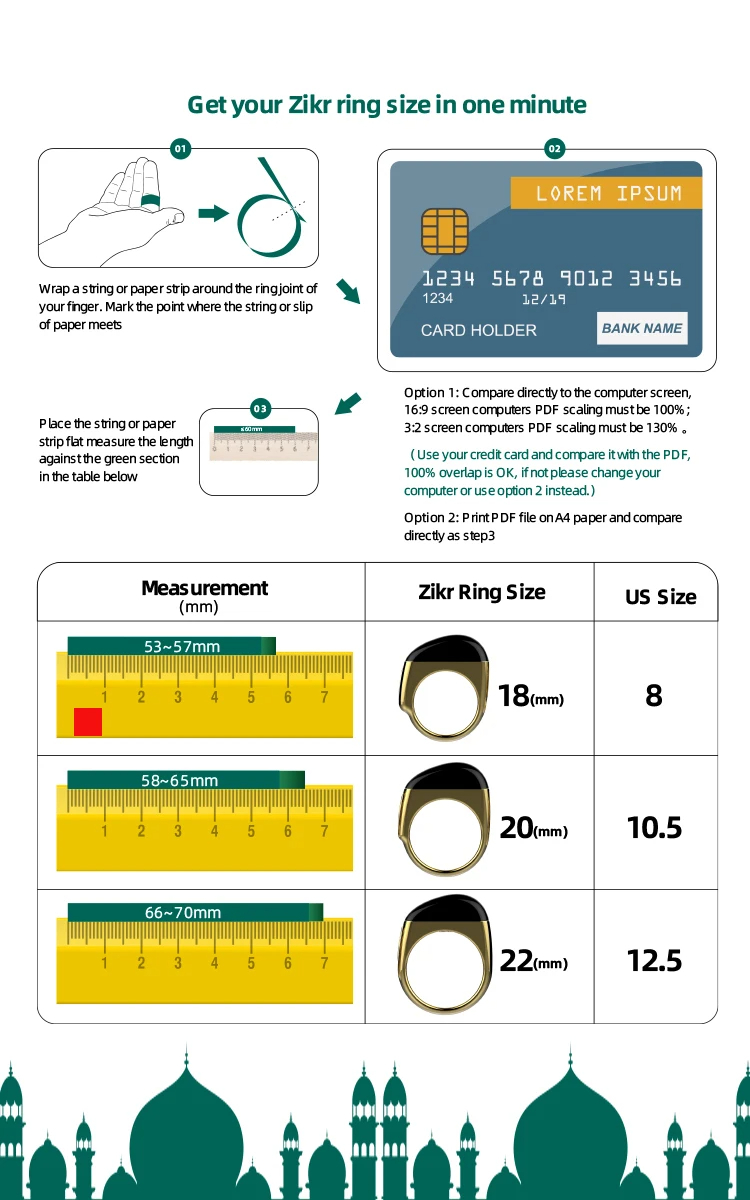 Get your Zikr ring size in one minute
01
Wrap a string or paper strip around the ring joint of
your finger. Mark the point where the string or slip
of paper meets
02
LOREM IPSUM
1234 5678 9012 3456
1234 12/19
CARD HOLDER BANK NAME
Option 1: Compare directly to the computer screen,
16:9 screen computers PDF scaling must be 100%;
3:2 screen computers PDF scaling must be 130% 。
( Use your credit card and compare it with the PDF,
100% overlap is OK, if not please change your
computer or use option 2 instead.)
Option 2: Print PDF file on A4 paper and compare
directly as step3
03
Place the string or paper
strip flat measure the length
against the green section
in the table below
≤60mm
0 1 2 3 4 5 6 7
Measurement
(mm)
Zikr Ring Size
US Size
53~57mm
1 2 3 4 5 6 7
18(mm)
8
58~65mm
1 2 3 4 5 6 7
20(mm)
10.5
66~70mm
1 2 3 4 5 6 7
22(mm)
12.5